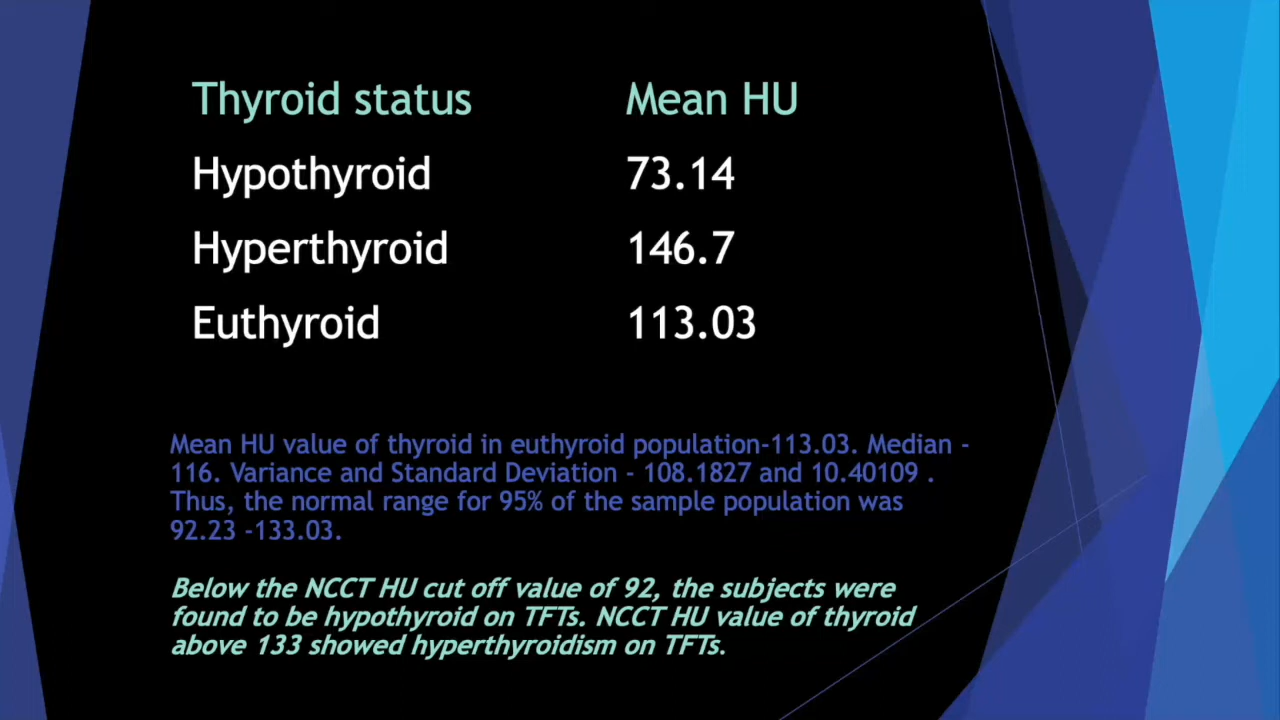 Thyroid status Mean HU
Hypothyroid 73.14
Hyperthyroid 146.7
Euthyroid 113.03
Mean HU value of thyroid in euthyroid population-113.03. Median -
116. Variance and Standard Deviation - 108.1827 and 10.40109 .
Thus, the normal range for 95% of the sample population was
92.23 -133.03.
Below the NCCT HU cut off value of 92, the subjects were
found to be hypothyroid on TFTs. NCCT HU value of thyroid
above 133 showed hyperthyroidism on TFTs.